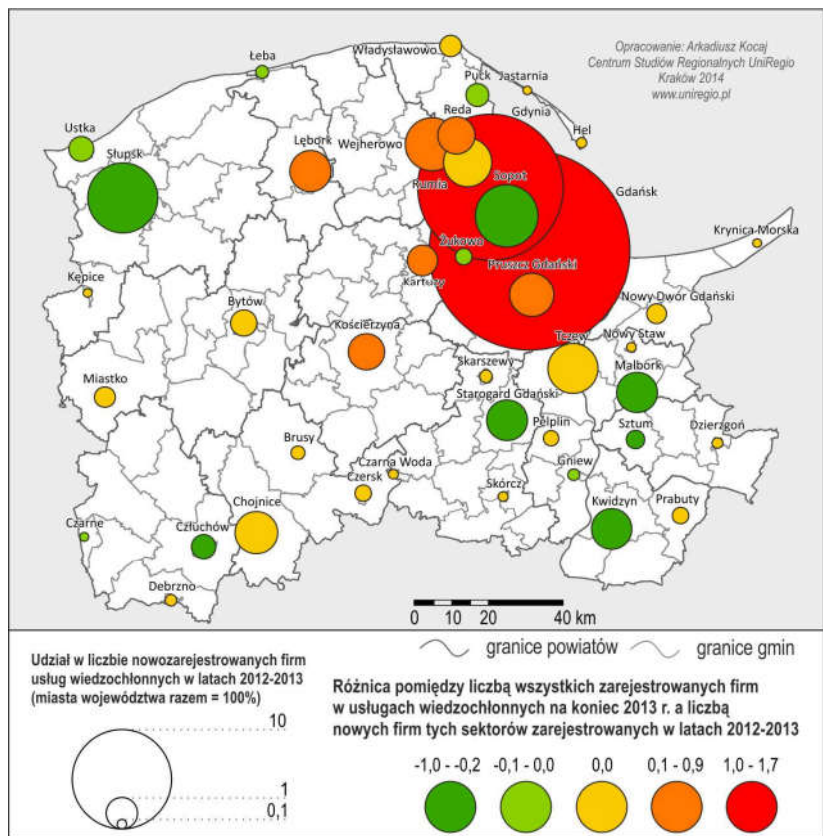 Opracowanie: Arkadiusz Kocaj
Centrum Studiów Regionalnych UniRegio
Kraków 2014
www.uniregio.pl
Władysławowo
Łeba
Puck
Jastarnia
Gdynia
Reda
Hel
Ustka
Wejherowo
Lębork
Słupsk
Rumia
Sopot
Gdańsk
Krynica Morska
Żukowo
Pruszcz Gdański
Kartuzy
Kępice
Bytów
Nowy Dwór Gdański
Kościerzyna
Tczew
Nowy Staw
Skarszewy
Malbork
Miastko
Starogard Gdański
Pelplin
Sztum
Dzierzgoń
Brusy
Czarna Woda
Gniew
Czersk
Skórcz
Chojnice
Kwidzyn
Prabuty
Czarne
Człuchów
Debrzno
0 10 20 40 km
granice powiatów
granice gmin
Udział w liczbie nowozarejestrowanych firm
usług wiedzochłonnych w latach 2012-2013
(miasta województwa razem = 100%)
10
1
0,1
Różnica pomiędzy liczbą wszystkich zarejestrowanych firm
w usługach wiedzochłonnych na koniec 2013 r. a liczbą
nowych firm tych sektorów zarejestrowanych w latach 2012-2013
-1,0 - -0,2
-0,1 - 0,0
0,0
0,1 - 0,9
1,0 - 1,7